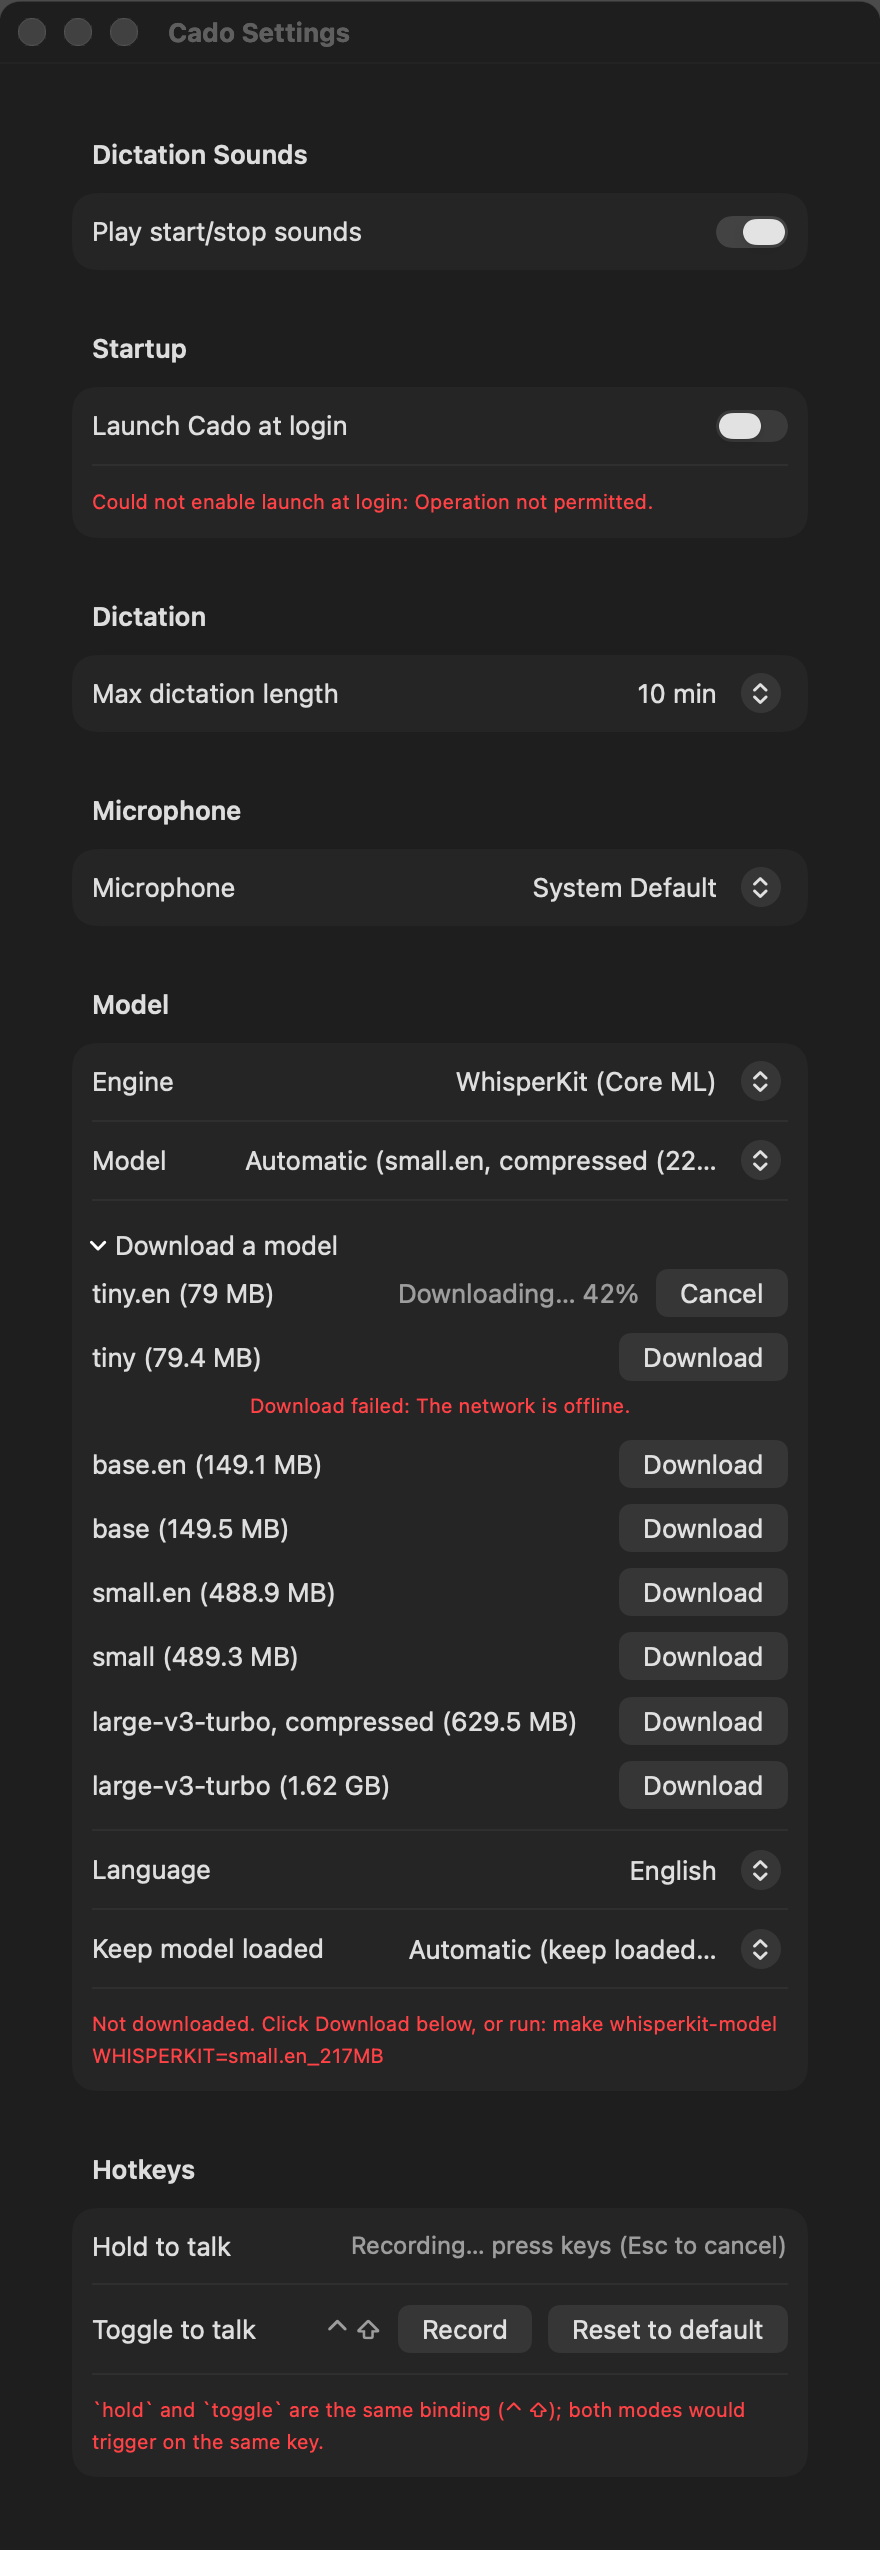 Cado Settings
Dictation Sounds
Play start/stop sounds
Startup
Launch Cado at login
Could not enable launch at login: Operation not permitted.
Dictation
Max dictation length 10 min
Microphone
Microphone System Default
Model
Engine WhisperKit (Core ML)
Model Automatic (small.en, compressed (22...
Download a model
tiny.en (79 MB) Downloading... 42% Cancel
tiny (79.4 MB) Download
Download failed: The network is offline.
base.en (149.1 MB) Download
base (149.5 MB) Download
small.en (488.9 MB) Download
small (489.3 MB) Download
large-v3-turbo, compressed (629.5 MB) Download
large-v3-turbo (1.62 GB) Download
Language English
Keep model loaded Automatic (keep loaded...
Not downloaded. Click Download below, or run: make whisperkit-model
WHISPERKIT=small.en_217MB
Hotkeys
Hold to talk Recording... press keys (Esc to cancel)
Toggle to talk ⌃ ⇧ Record Reset to default
`hold` and `toggle` are the same binding (⌃ ⇧); both modes would
trigger on the same key.